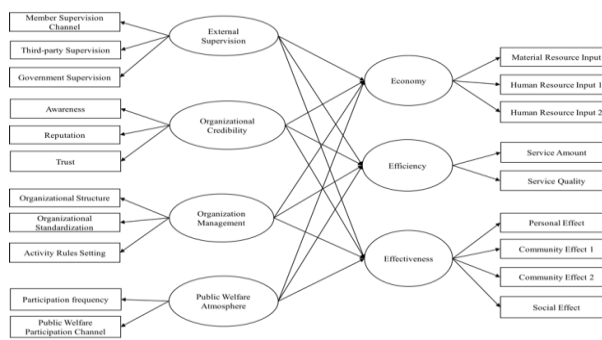 Member Supervision
Channel
Third-party Supervision
Government Supervision
Awareness
Reputation
Trust
Organizational Structure
Organizational
Standardization
Activity Rules Setting
Participation frequency
Public Welfare
Participation Channel
External
Supervision
Organizational
Credibility
Organization
Management
Public Welfare
Atmosphere
Economy
Efficiency
Effectiveness
Material Resource Input
Human Resource Input 1
Human Resource Input 2
Service Amount
Service Quality
Personal Effect
Community Effect 1
Community Effect 2
Social Effect